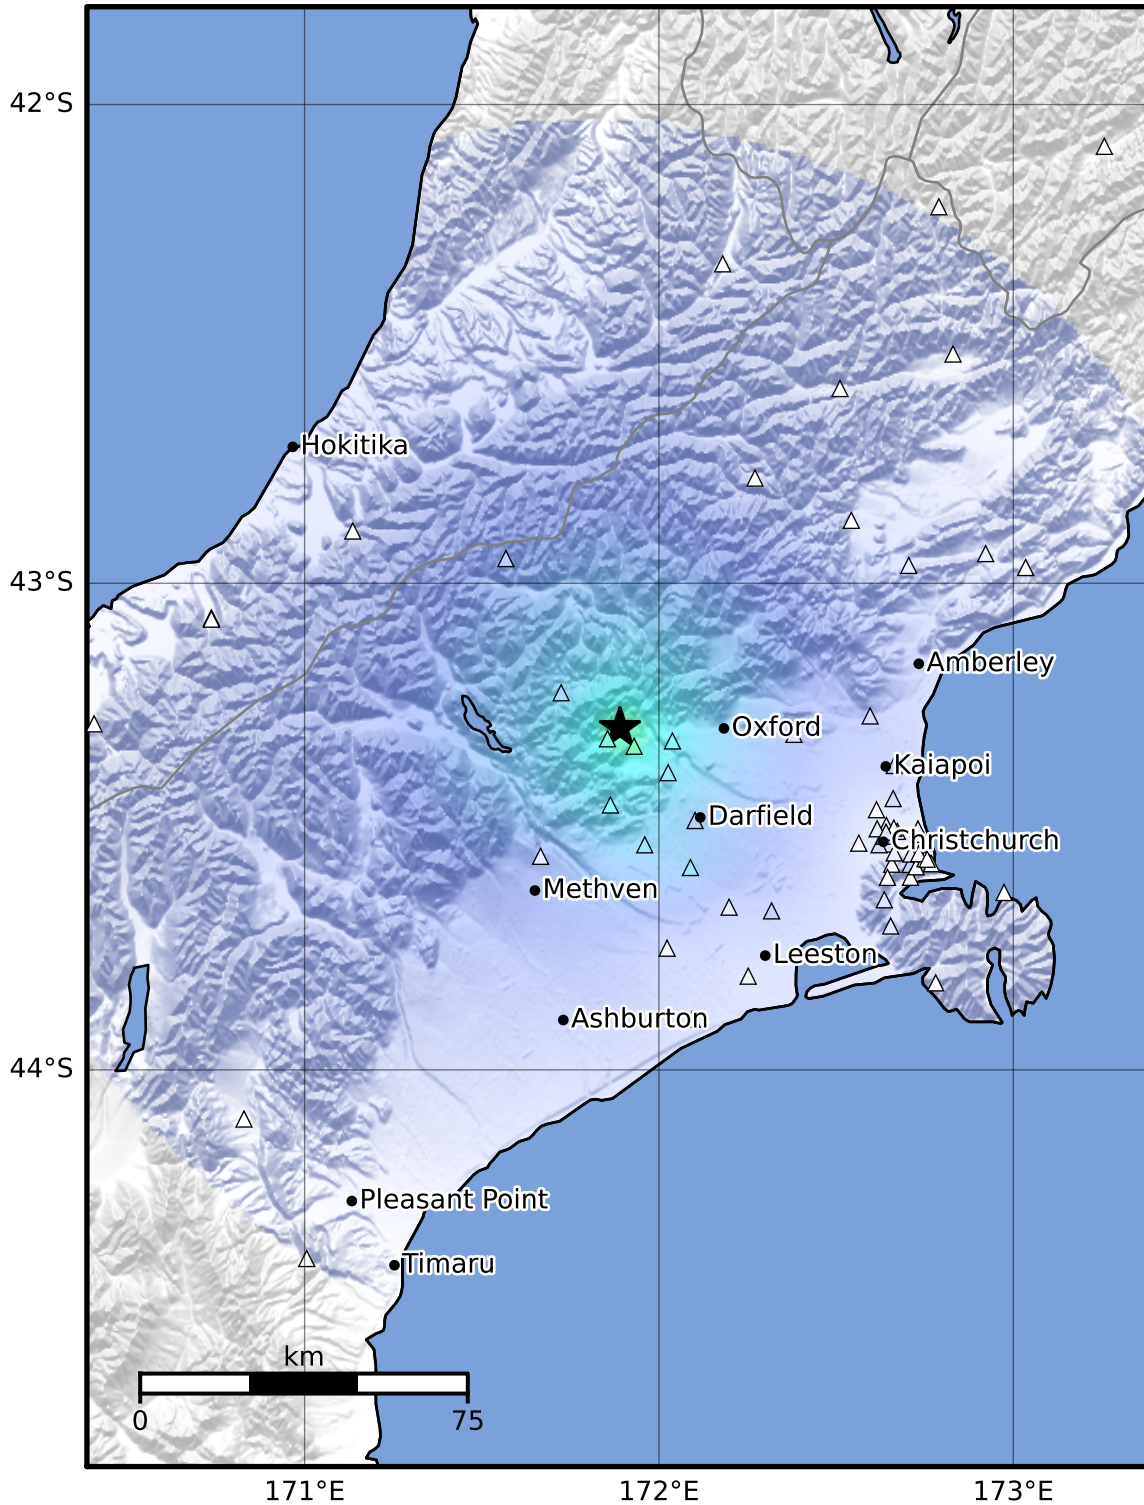 42°S
Hokitika
43°S
Amberley
Oxford
Kaiapoi
Darfield
Christchurch
Methven
Leeston
Ashburton
44°S
Pleasant Point
Timaru
km
0 75
171°E 172°E 173°E